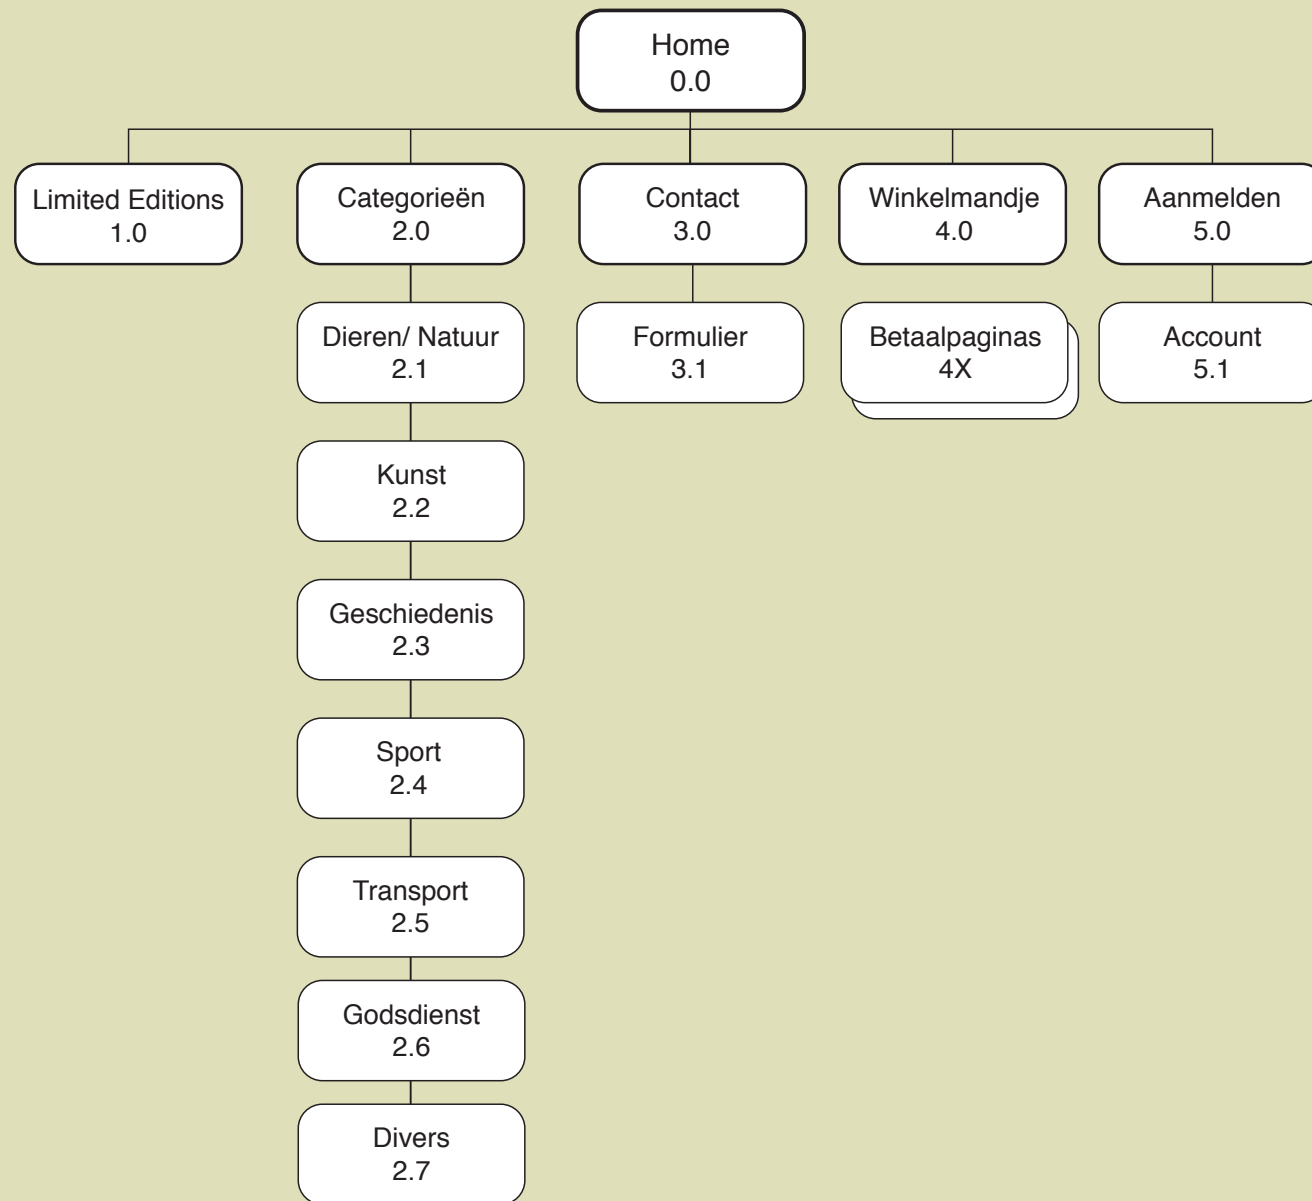 Home
0.0
Limited Editions
1.0
Categorieën
2.0
Contact
3.0
Winkelmandje
4.0
Aanmelden
5.0
Dieren/ Natuur
2.1
Formulier
3.1
Betaalpaginas
4X
Account
5.1
Kunst
2.2
Geschiedenis
2.3
Sport
2.4
Transport
2.5
Godsdienst
2.6
Divers
2.7